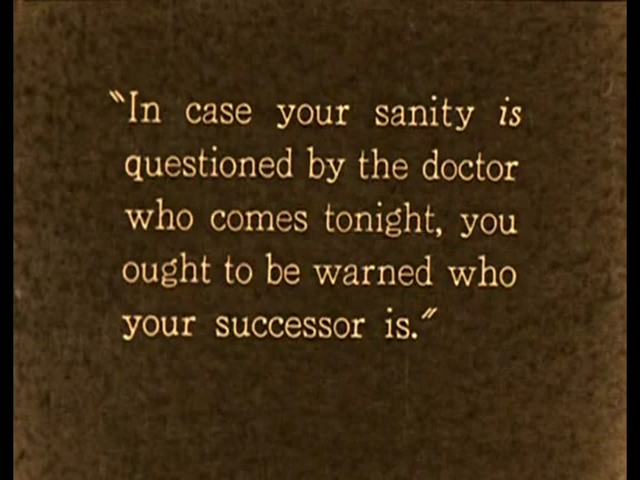 "In case your sanity is
questioned by the doctor
who comes tonight, you
ought to be warned who
your successor is."